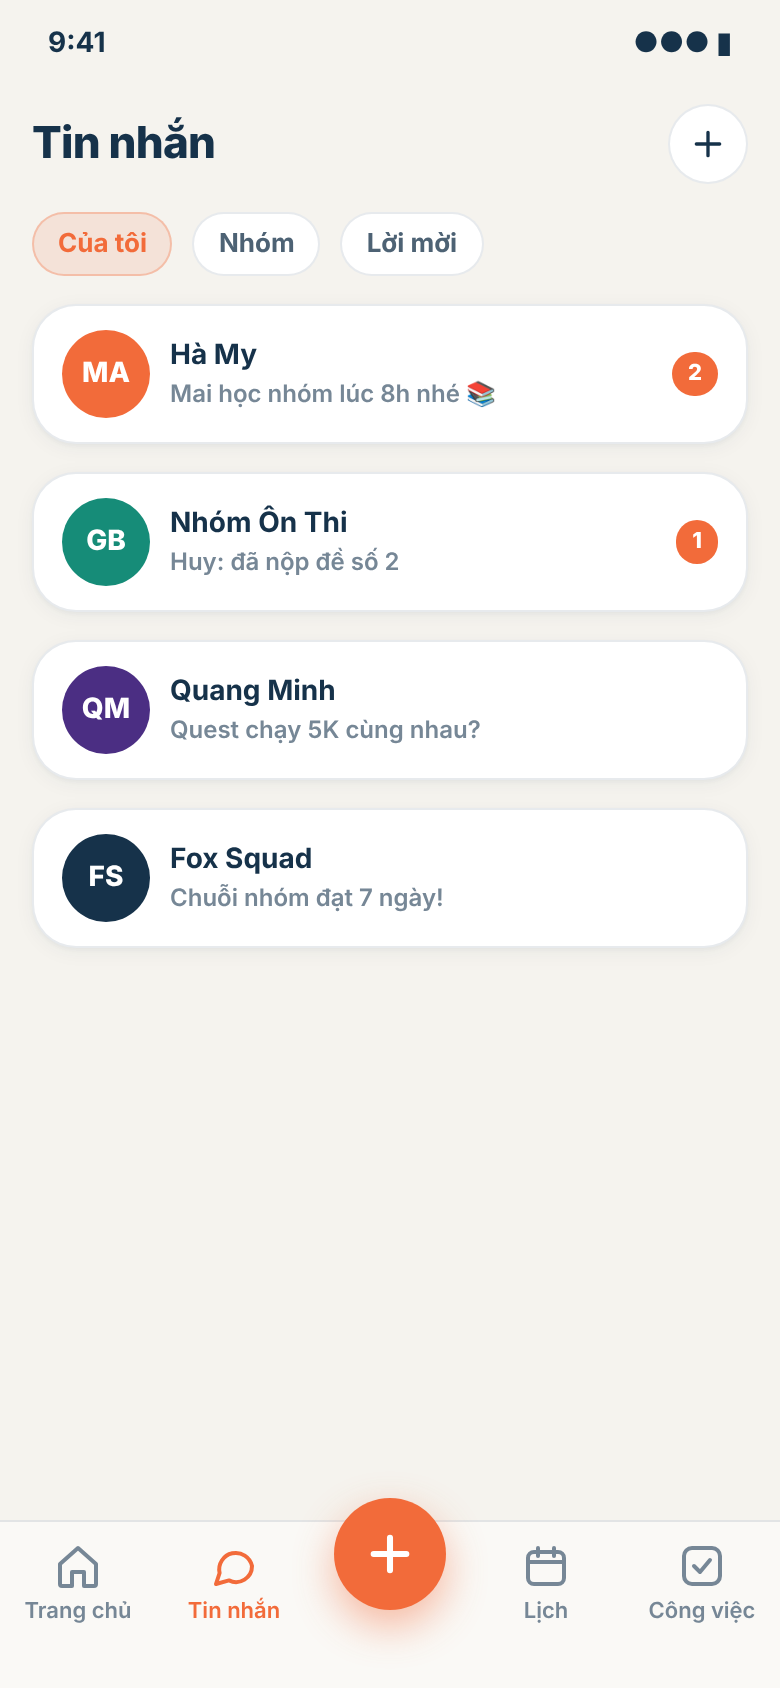 9:41
Tin nhắn
Của tôi
Nhóm
Lời mời
MA
Hà My
Mai học nhóm lúc 8h nhé 📚
2
GB
Nhóm Ôn Thi
Huy: đã nộp đề số 2
1
QM
Quang Minh
Quest chạy 5K cùng nhau?
FS
Fox Squad
Chuỗi nhóm đạt 7 ngày!
Trang chủ
Tin nhắn
Lịch
Công việc